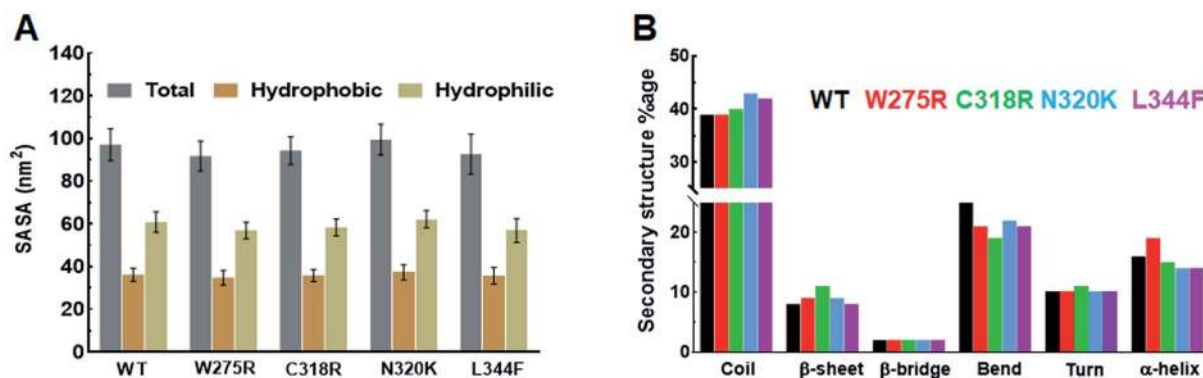 A
SASA (nm²)
140
120
100
80
60
40
20
0
Total Hydrophobic Hydrophilic
WT W275R C318R N320K L344F
B
Secondary structure %age
50
40
30
20
10
0
WT W275R C318R N320K L344F
Coil β-sheet β-bridge Bend Turn α-helix